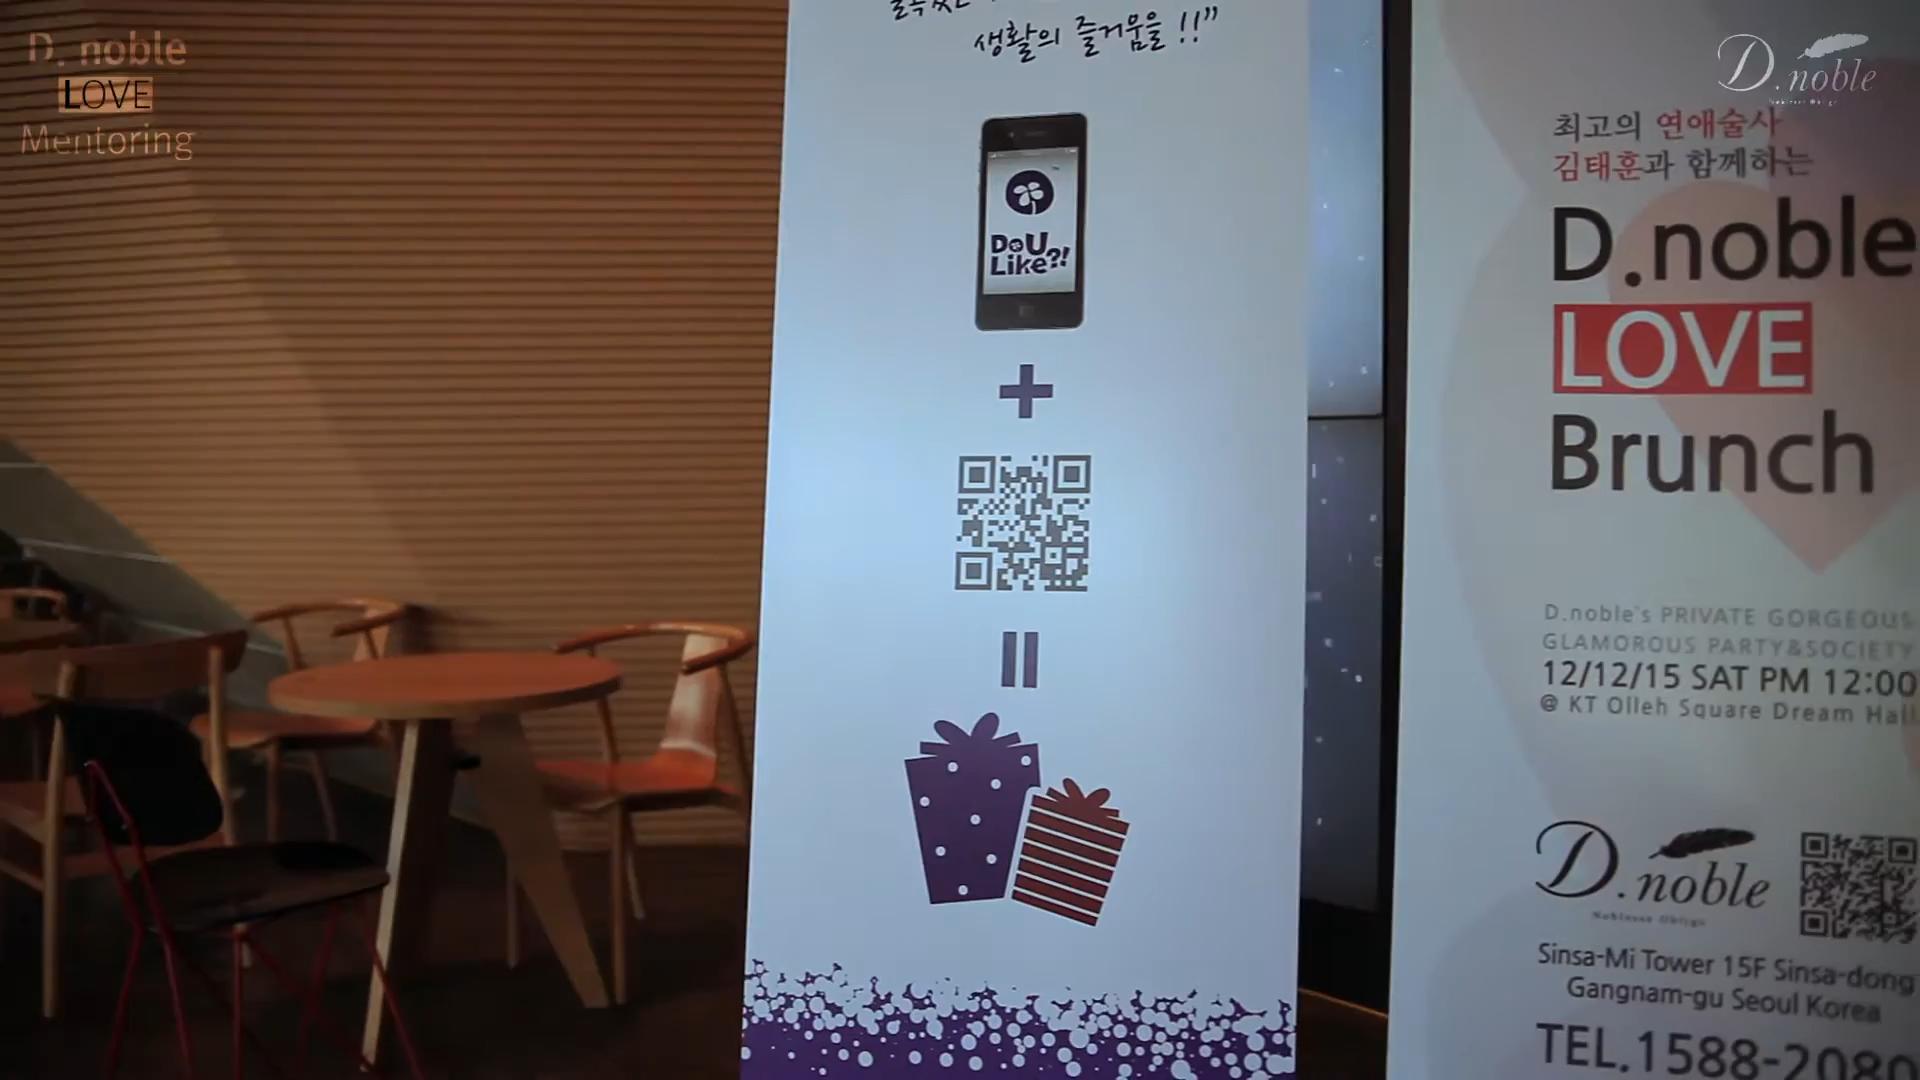 D. noble
LOVE
Mentoring
생활의 즐거움을 !!”
Do U
Like?!
D.noble
최고의 연애술사
김태훈과 함께하는
D.noble
LOVE
Brunch
D.noble's PRIVATE GORGEOUS
GLAMOROUS PARTY&SOCIETY
12/12/15 SAT PM 12:00
@ KT Olleh Square Dream Hall
D.noble
Sinsa-Mi Tower 15F Sinsa-dong
Gangnam-gu Seoul Korea
TEL.1588-2080